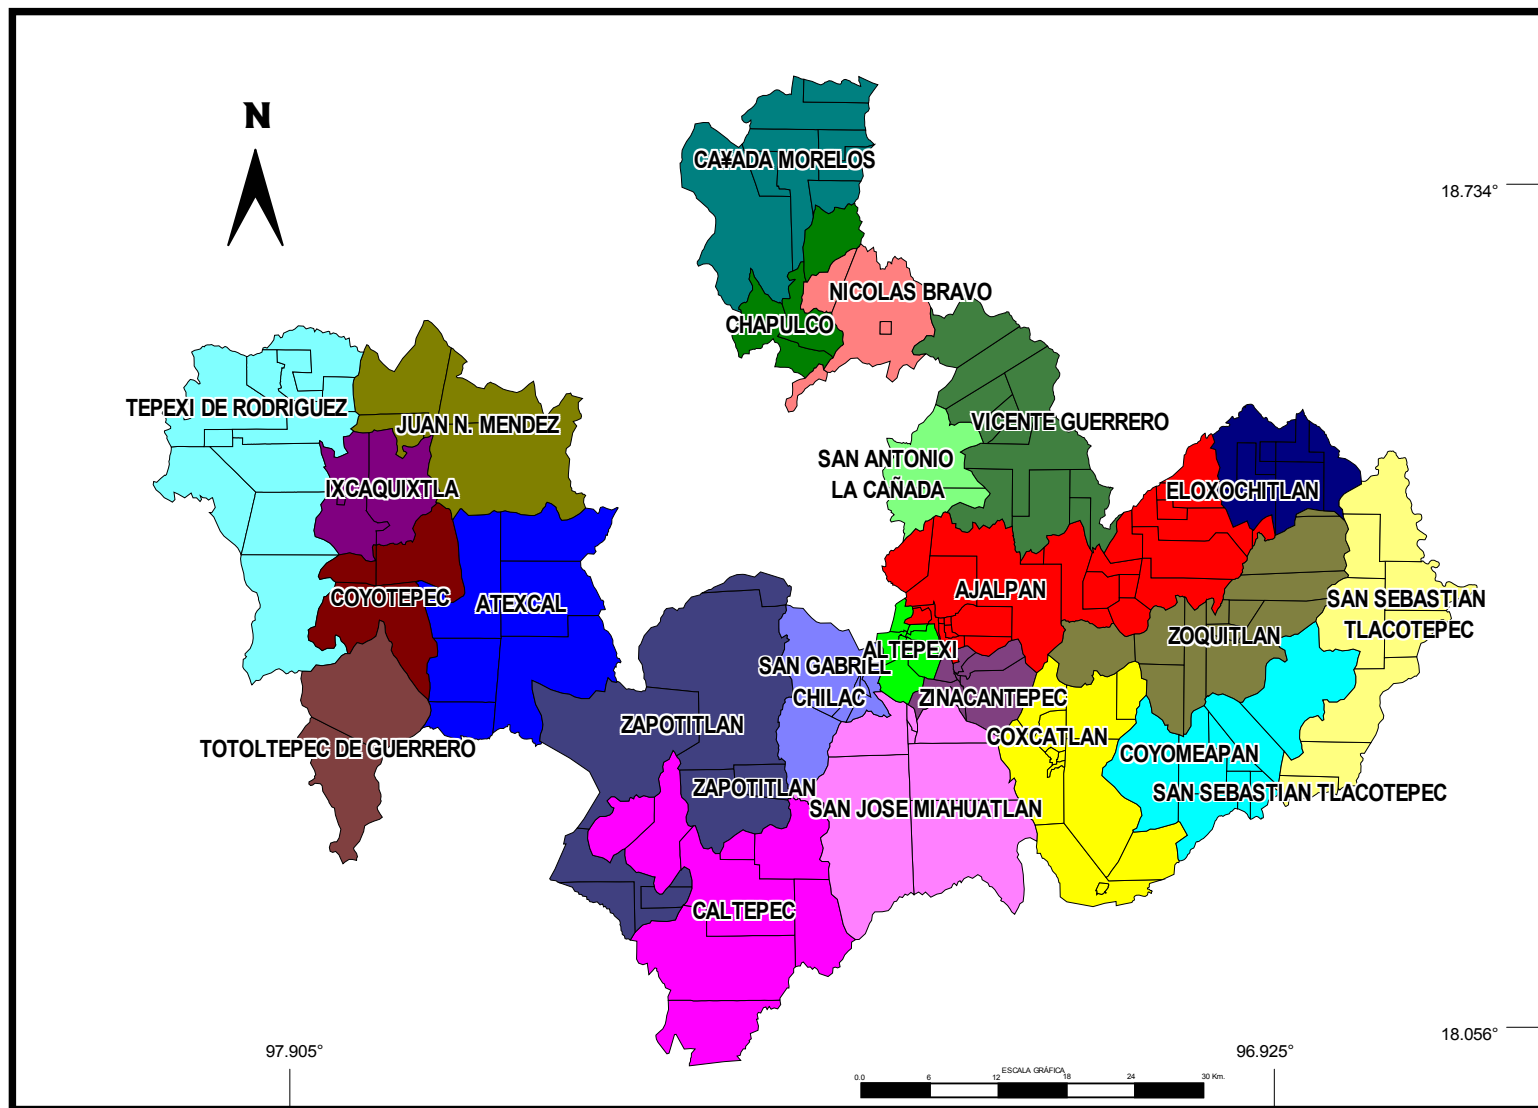 N
CA¥ADA MORELOS
18.734°
NICOLAS BRAVO
CHAPULCO
TEPEXI DE RODRIGUEZ
JUAN N. MENDEZ
VICENTE GUERRERO
SAN ANTONIO
LA CAÑADA
IXCAQUIXTLA
ELOXOCHITLAN
COYOTEPEC
ATEXCAL
AJALPAN
SAN SEBASTIAN
TLACOTEPEC
ZOQUITLAN
ALTEPEXI
SAN GABRIEL
CHILAC
ZINACANTEPEC
ZAPOTITLAN
COXCATLAN
TOTOLTEPEC DE GUERRERO
COYOMEAPAN
ZAPOTITLAN
SAN SEBASTIAN TLACOTEPEC
SAN JOSE MIAHUATLAN
CALTEPEC
18.056°
97.905°
96.925°
ESCALA GRÁFICA
0.0 6 12 18 24 30 Km.